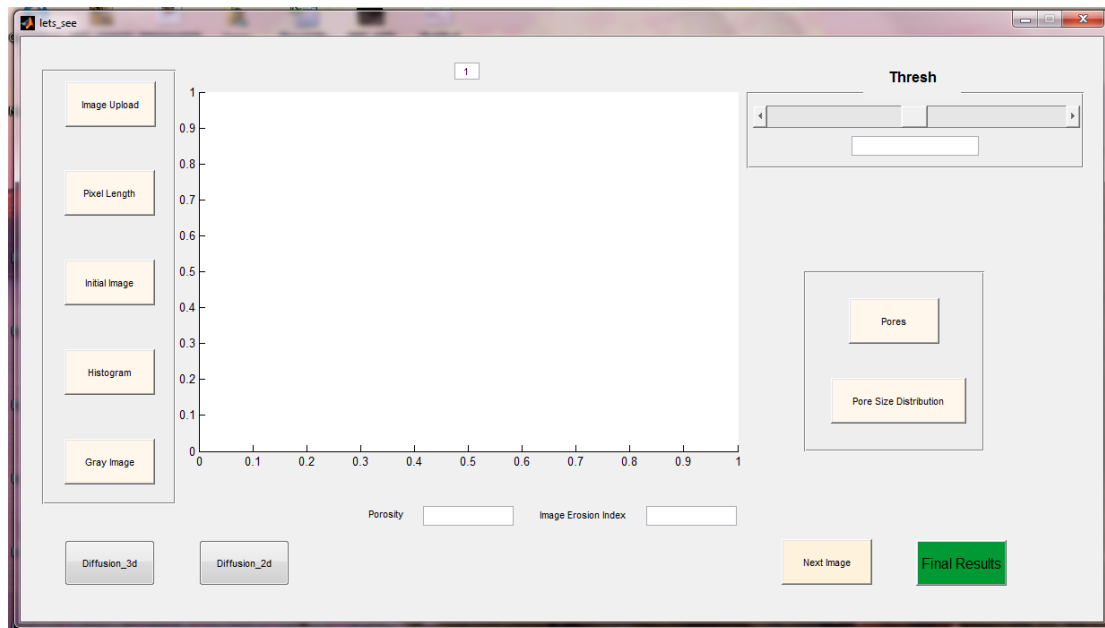 lets_see
1
Thresh
Image Upload
Pixel Length
Initial Image
Histogram
Gray Image
1
0.9
0.8
0.7
0.6
0.5
0.4
0.3
0.2
0.1
0
0 0.1 0.2 0.3 0.4 0.5 0.6 0.7 0.8 0.9 1
Pores
Pore Size Distribution
Porosity Image Erosion Index
Diffusion_3d Diffusion_2d Next Image Final Results